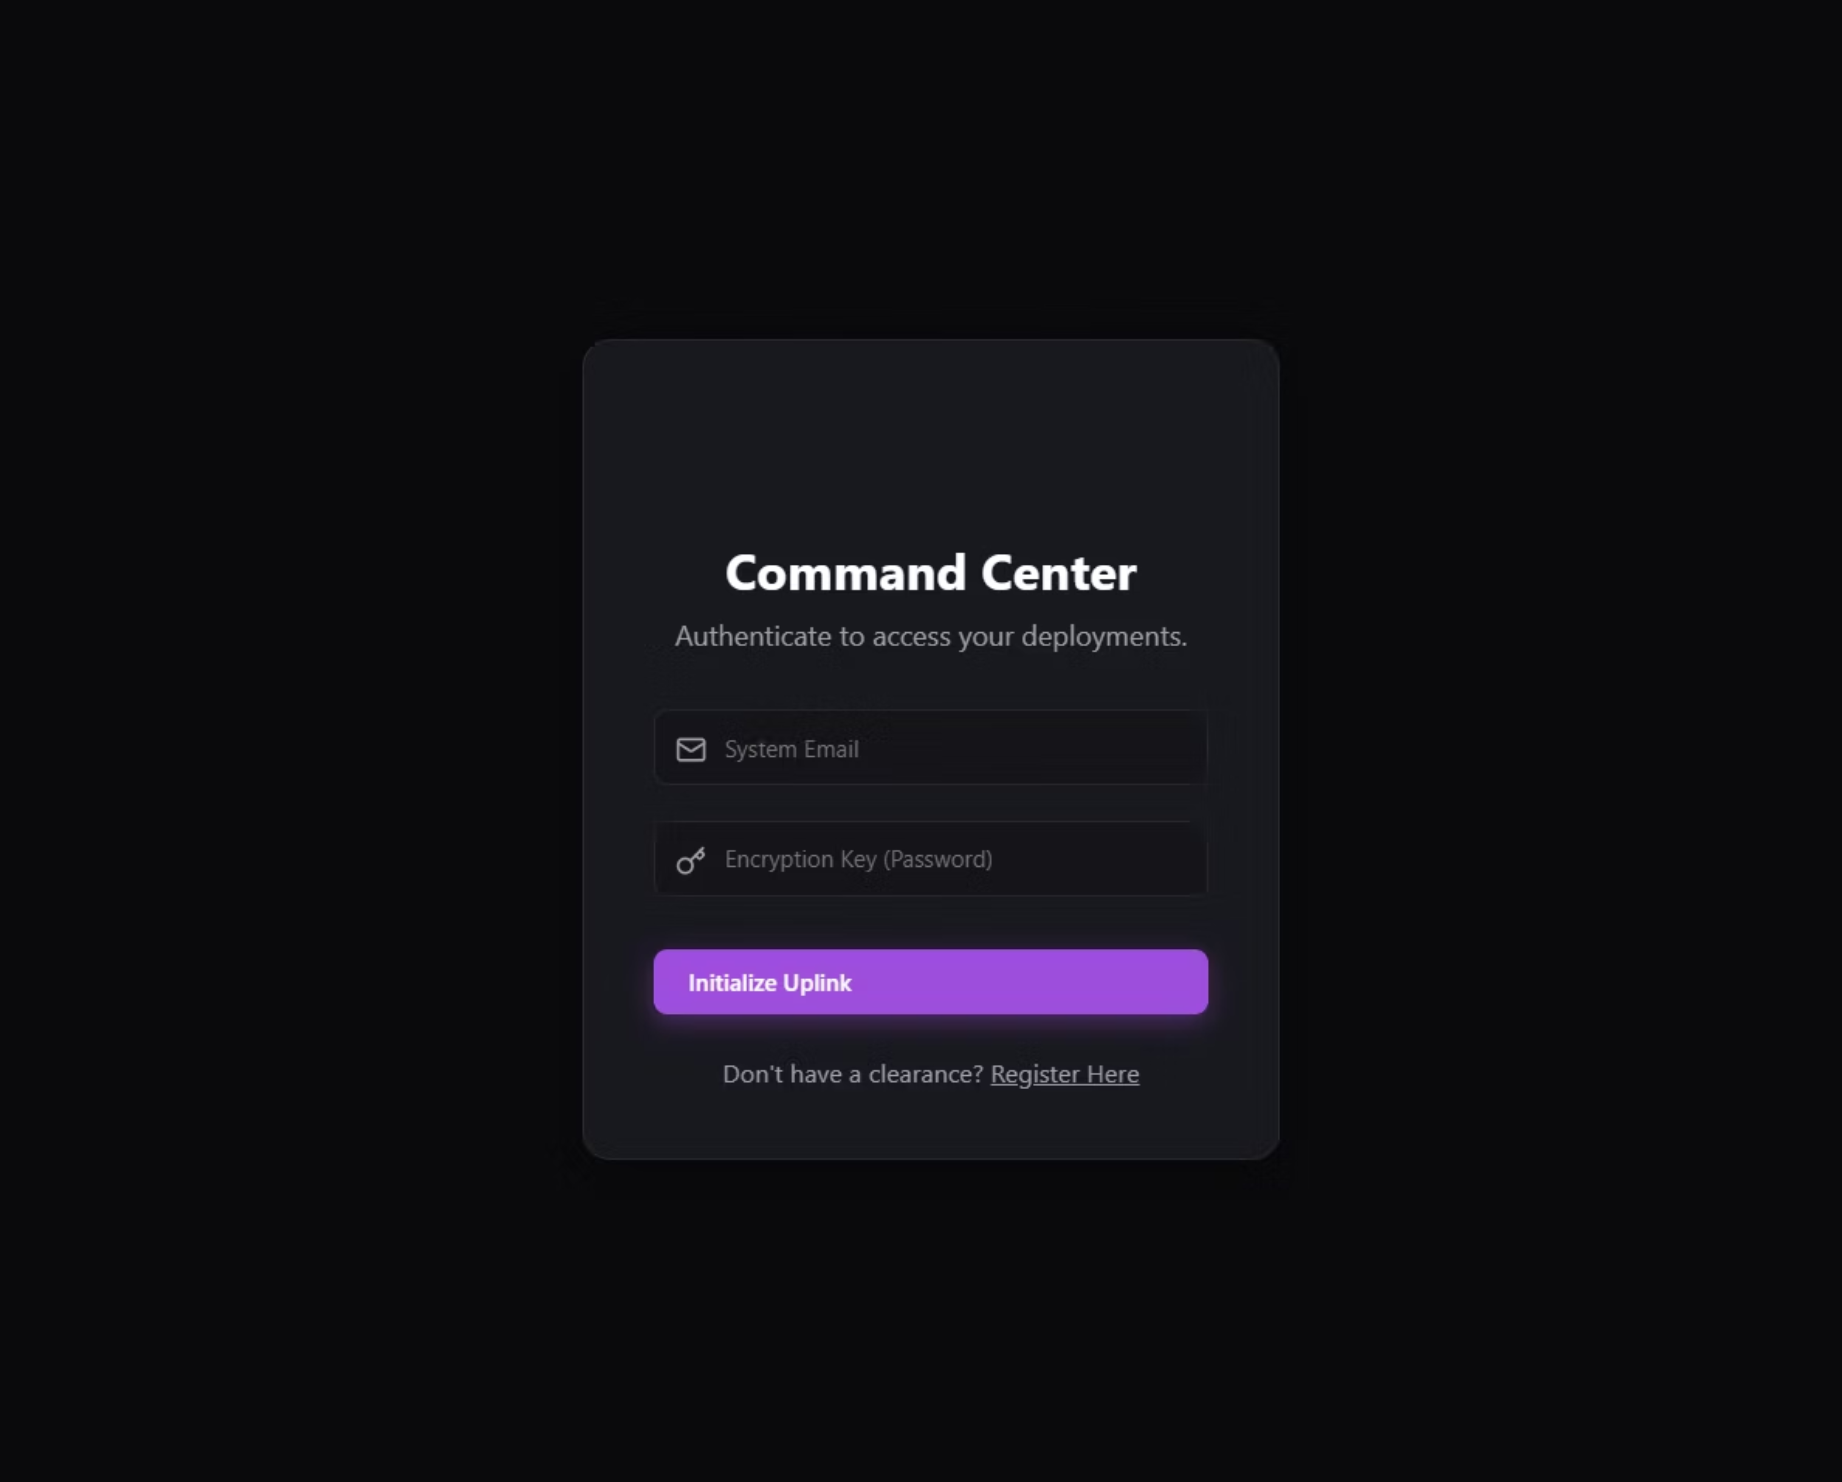 Command Center
Authenticate to access your deployments.
System Email
Encryption Key (Password)
Initialize Uplink
Don't have a clearance? Register Here